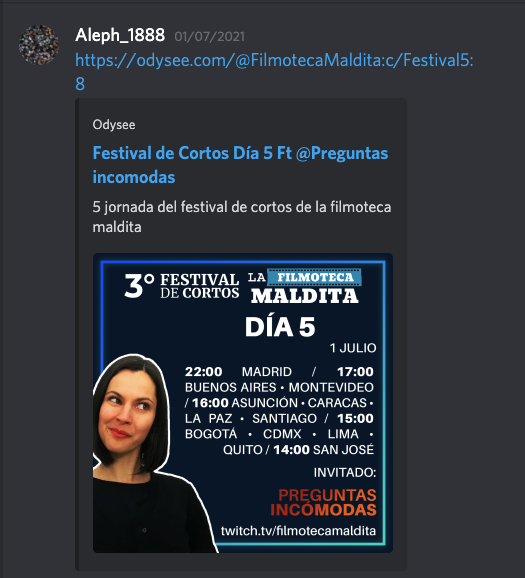 Aleph_1888 01/07/2021
https://odysee.com/@FilmotecaMaldita:c/Festival5:
8
Odysee
Festival de Cortos Día 5 Ft @Preguntas
incomodas
5 jornada del festival de cortos de la filmoteca
maldita
3° FESTIVAL DE CORTOS
LA FILMOTECA
MALDITA
DÍA 5
1 JULIO
22:00 MADRID / 17:00
BUENOS AIRES • MONTEVIDEO
/ 16:00 ASUNCIÓN • CARACAS •
LA PAZ • SANTIAGO / 15:00
BOGOTÁ • CDMX • LIMA •
QUITO / 14:00 SAN JOSÉ
INVITADO:
PREGUNTAS
INCÓMODAS
twitch.tv/filmotecamaldita